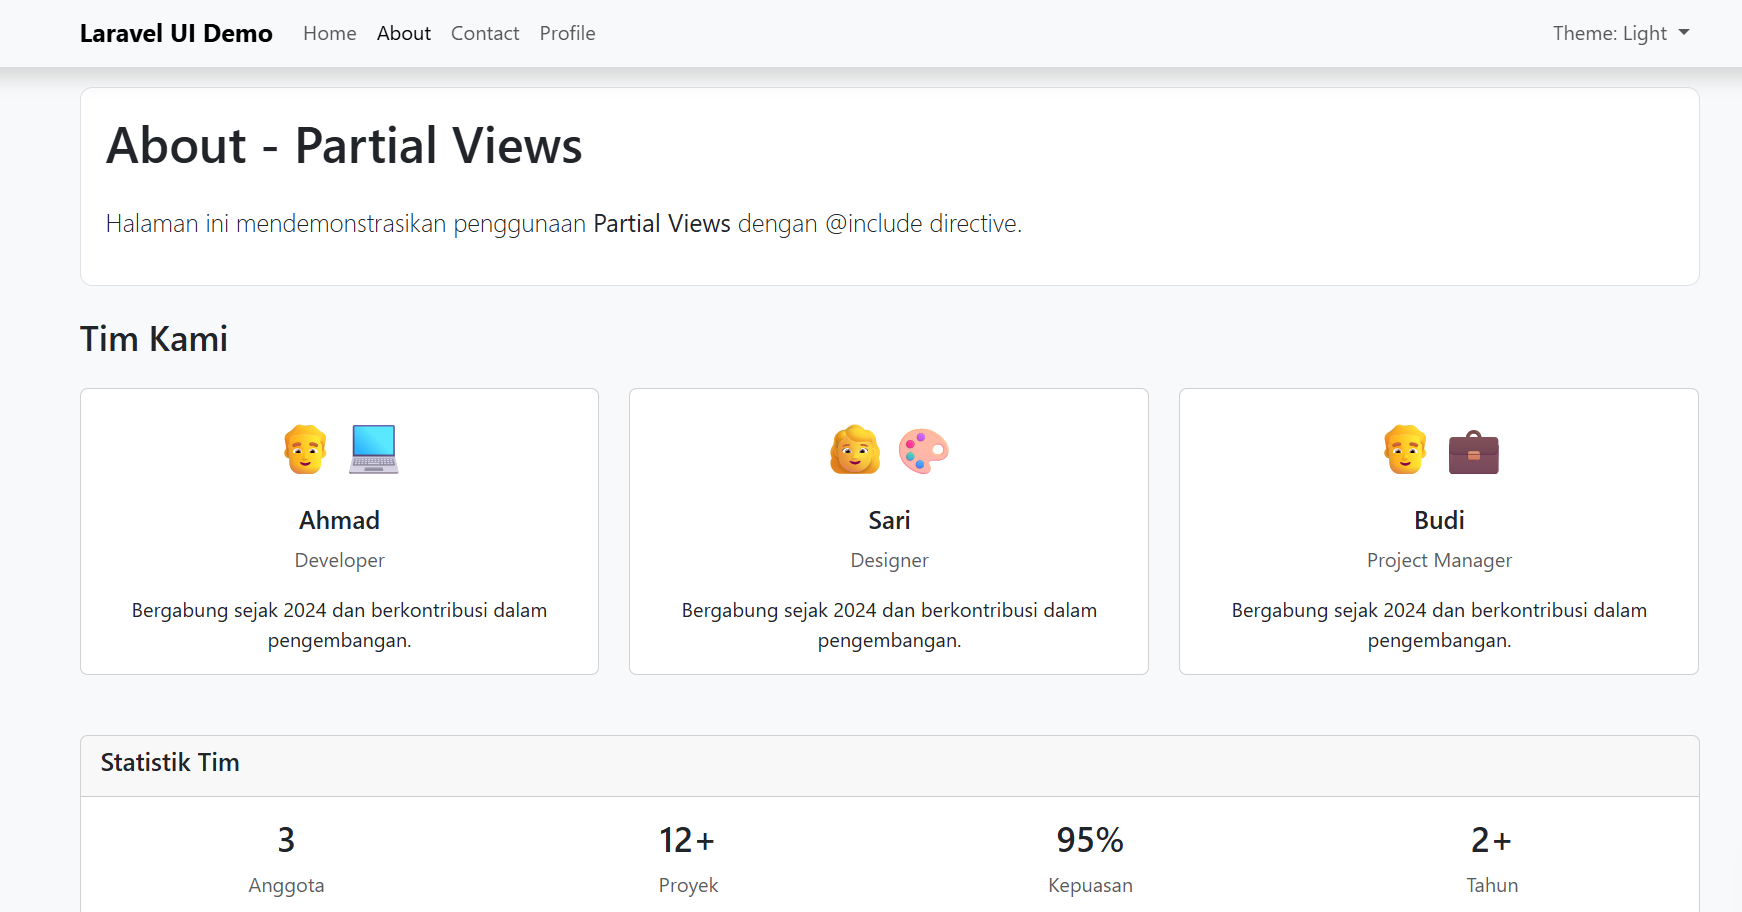 Laravel UI Demo Home About Contact Profile Theme: Light
About - Partial Views
Halaman ini mendemonstrasikan penggunaan Partial Views dengan @include directive.
Tim Kami
Ahmad
Developer
Bergabung sejak 2024 dan berkontribusi dalam
pengembangan.
Sari
Designer
Bergabung sejak 2024 dan berkontribusi dalam
pengembangan.
Budi
Project Manager
Bergabung sejak 2024 dan berkontribusi dalam
pengembangan.
Statistik Tim
3
Anggota
12+
Proyek
95%
Kepuasan
2+
Tahun